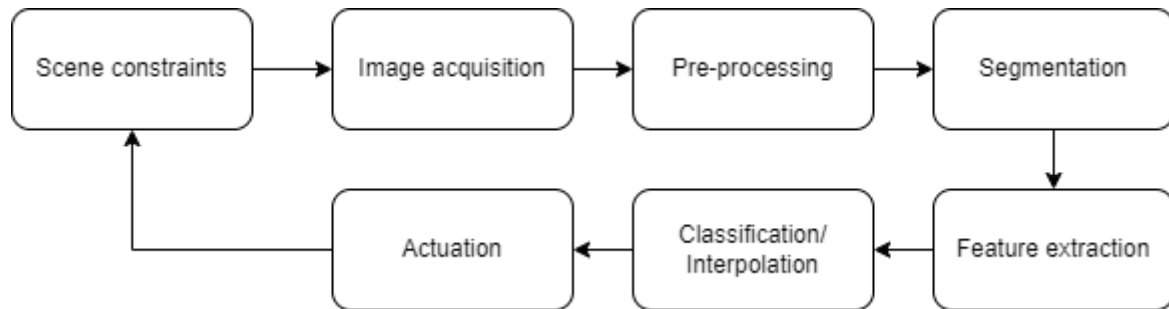 Scene constraints
Image acquisition
Pre-processing
Segmentation
Actuation
Classification/
Interpolation
Feature extraction